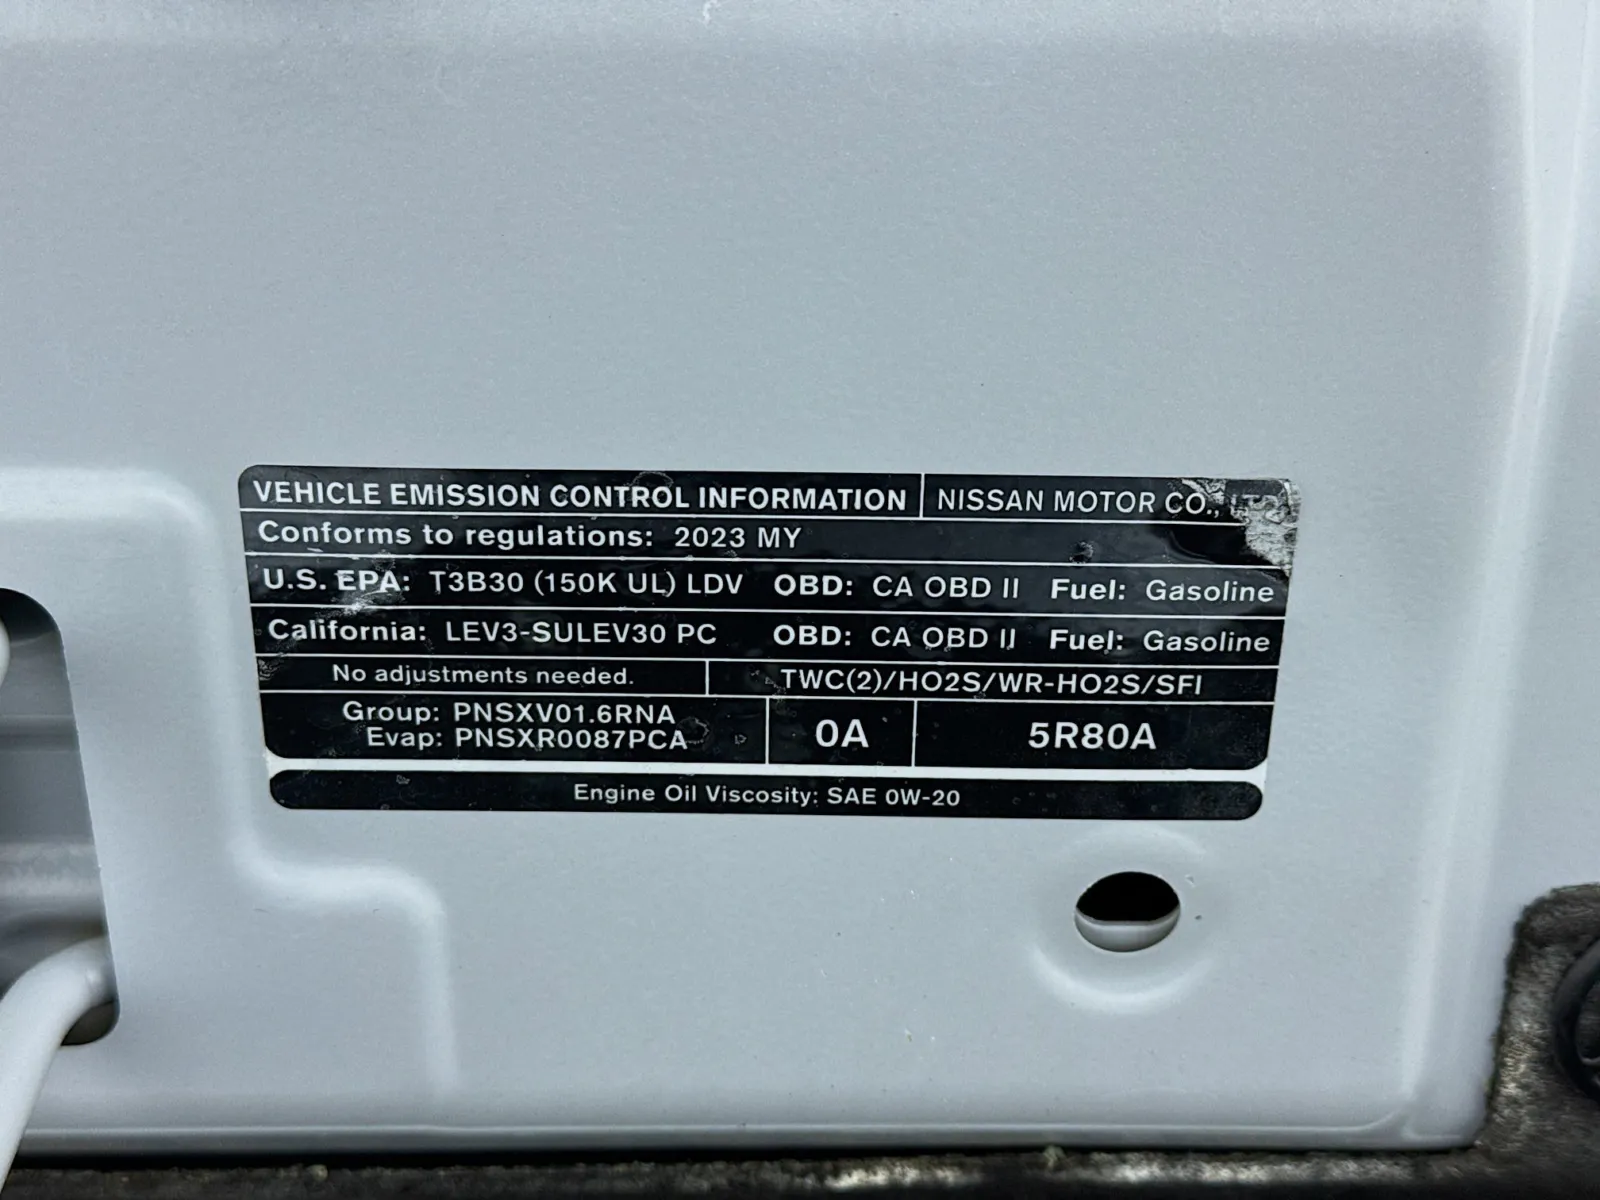 VEHICLE EMISSION CONTROL INFORMATION NISSAN MOTOR CO., LTD.
Conforms to regulations: 2023 MY
U.S. EPA: T3B30 (150K UL) LDV OBD: CA OBD II Fuel: Gasoline
California: LEV3-SULEV30 PC OBD: CA OBD II Fuel: Gasoline
No adjustments needed. TWC(2)/HO2S/WR-HO2S/SFI
Group: PNSXV01.6RNA
Evap: PNSXR0087PCA
0A 5R80A
Engine Oil Viscosity: SAE 0W-20